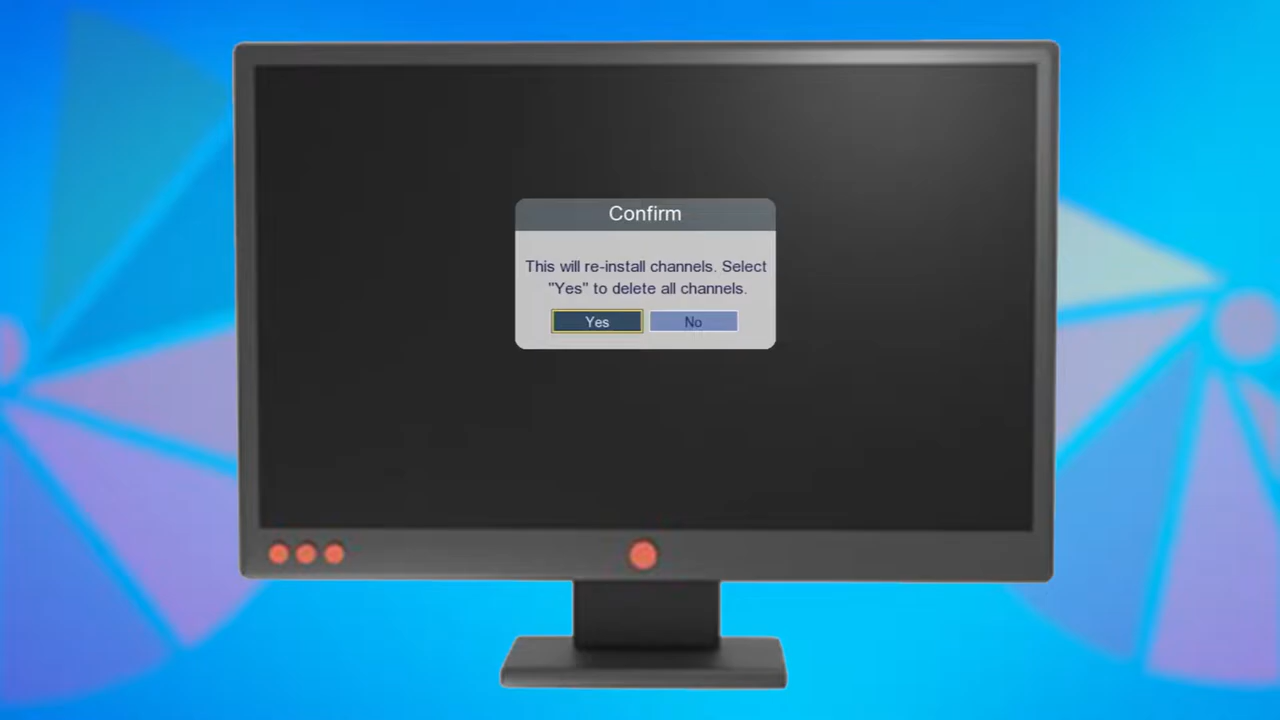 Confirm
This will re-install channels. Select
"Yes" to delete all channels.
Yes No